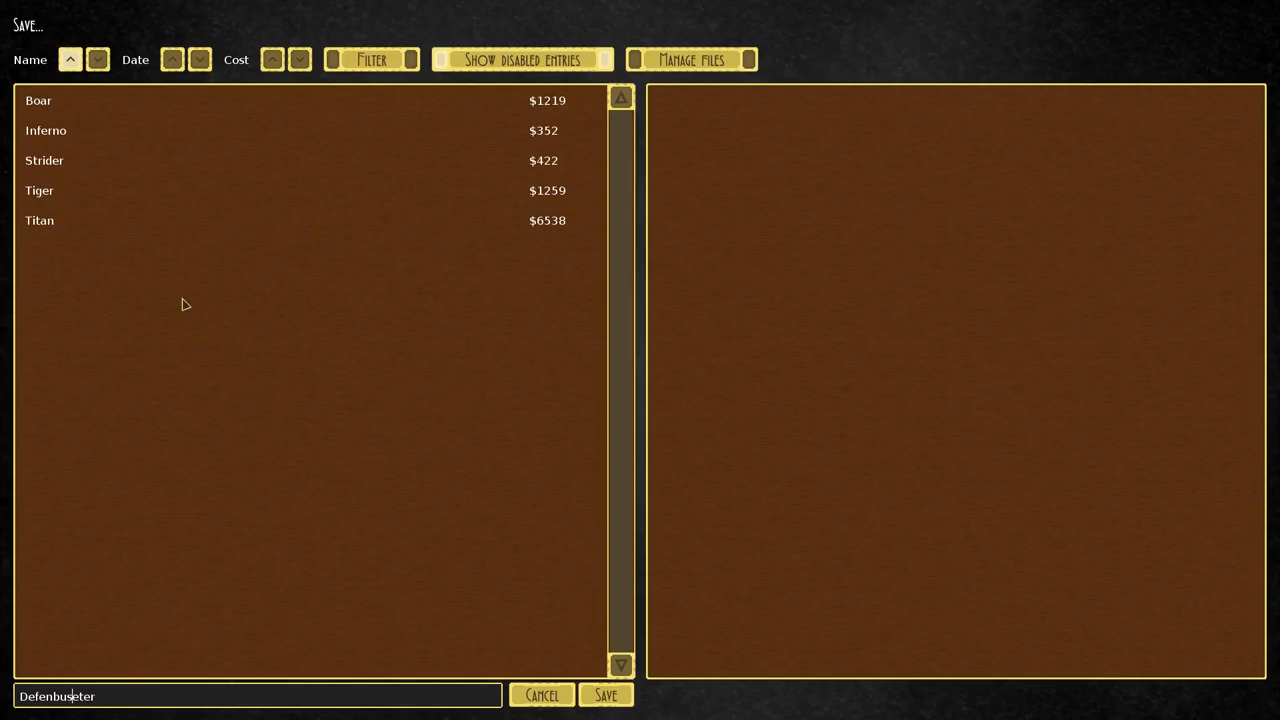 Save...
Name Date Cost Filter Show disabled entries Manage files
Boar $1219
Inferno $352
Strider $422
Tiger $1259
Titan $6538
Defenbuseter Cancel Save